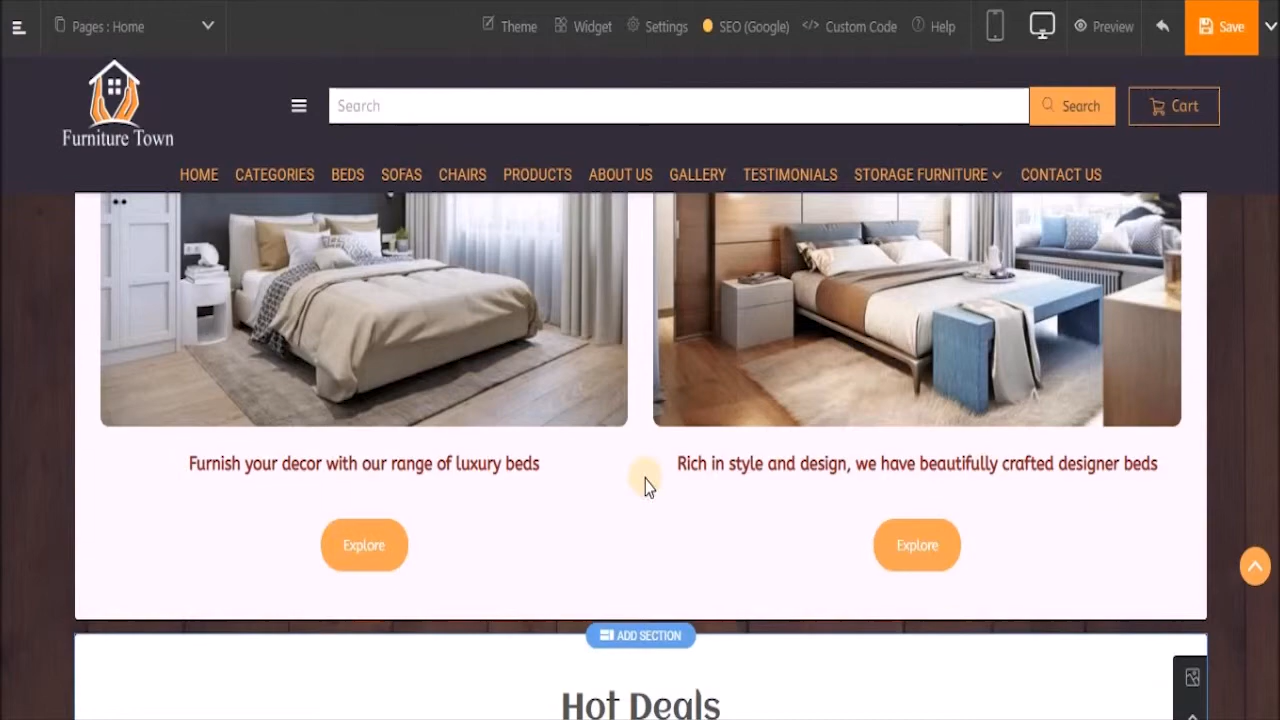 Pages : Home
Theme
Widget
Settings
SEO (Google)
Custom Code
Help
Preview
Save
Furniture Town
Search
Search
Cart
HOME CATEGORIES BEDS SOFAS CHAIRS PRODUCTS ABOUT US GALLERY TESTIMONIALS STORAGE FURNITURE CONTACT US
Furnish your decor with our range of luxury beds
Rich in style and design, we have beautifully crafted designer beds
Explore
Explore
ADD SECTION
Hot Deals